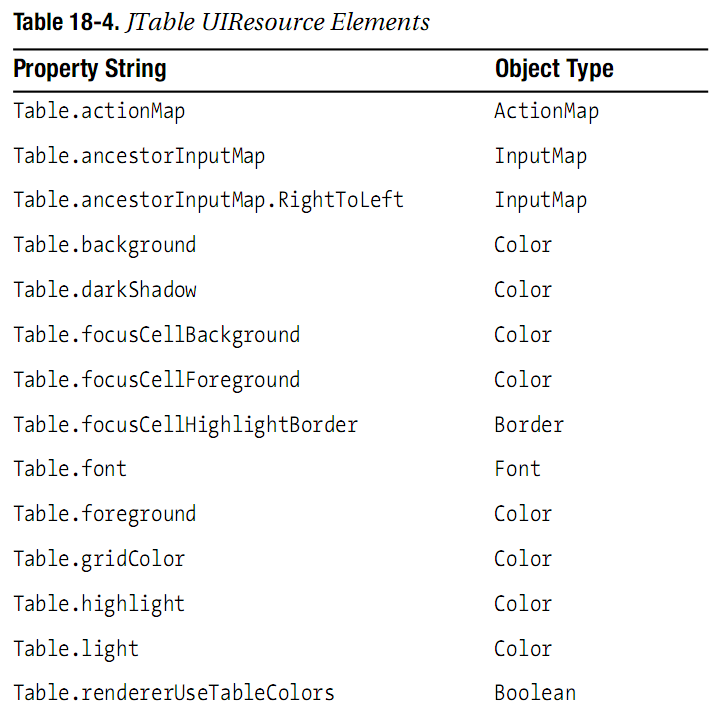 Table 18-4. JTable UIResource Elements
Property String Object Type
Table.actionMap ActionMap
Table.ancestorInputMap InputMap
Table.ancestorInputMap.RightToLeft InputMap
Table.background Color
Table.darkShadow Color
Table.focusCellBackground Color
Table.focusCellForeground Color
Table.focusCellHighlightBorder Border
Table.font Font
Table.foreground Color
Table.gridColor Color
Table.highlight Color
Table.light Color
Table.rendererUseTableColors Boolean